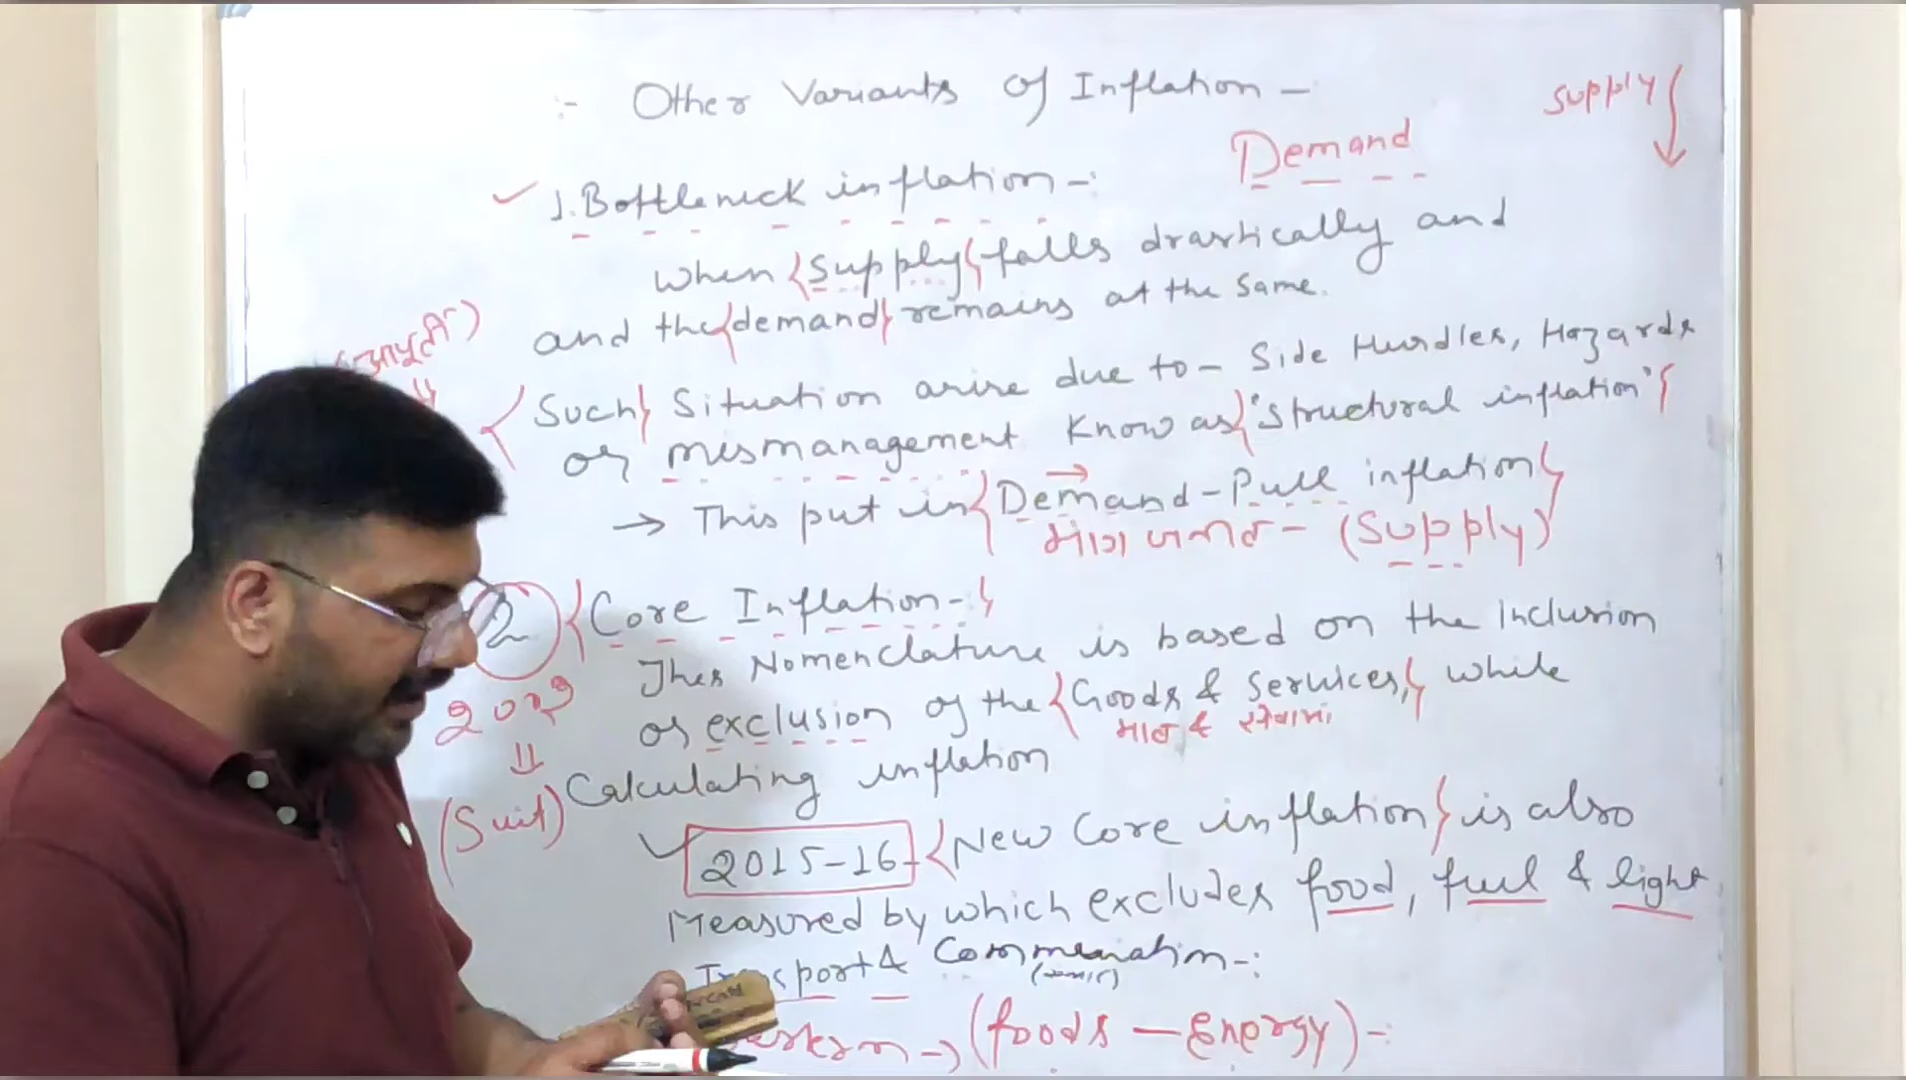 :- Other Variants of Inflation -
supply ↓
Demand
✓ 1. Bottleneck inflation -:
when {supply{ falls drastically and
and the {demand} remains at the same.
Such} Situation arise due to - Side Hurdles, Hazards
or mismanagement Know as} 'structural inflation' {
→ This put in { Demand - Pull inflation
(Supply)
2 { Core Inflation - }
Thes Nomenclature is based on the inclusion
or exclusion of the { Goods & Services, } while
Calculating inflation
(Suit)
✓ 2015-16 - { New Core inflation } is also
Measured by which excludes food, fuel & light
Transport & Commenication -:
→ (foods — Energy) -: